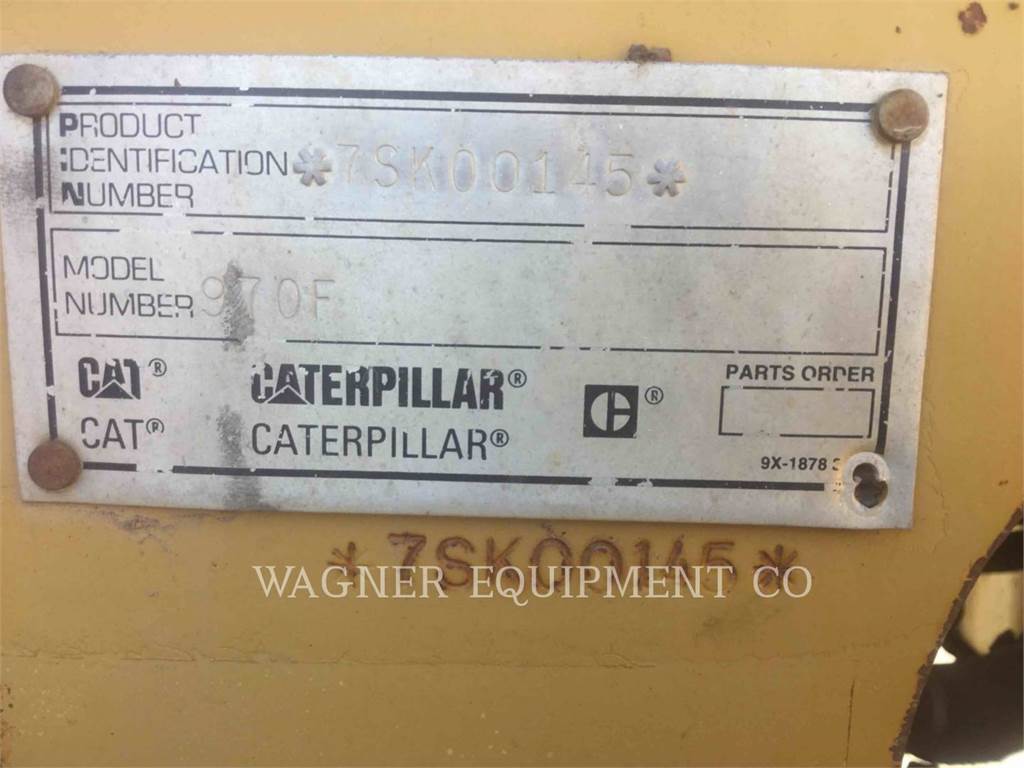 PRODUCT
IDENTIFICATION *7SK00145*
NUMBER
MODEL
NUMBER 970F
CAT® CATERPILLAR® C ®
CAT® CATERPILLAR®
PARTS ORDER
9X-1878
*7SK00145*
WAGNER EQUIPMENT CO